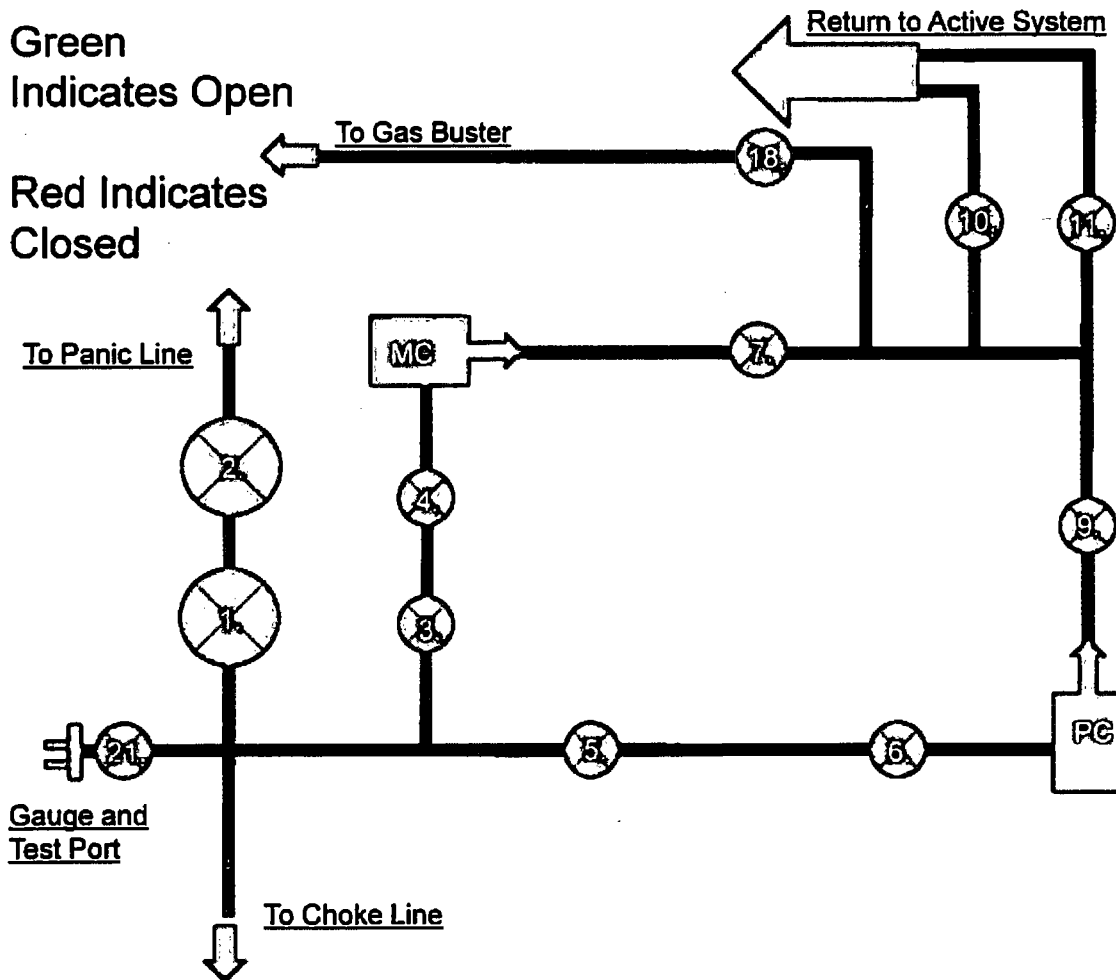 Green
Indicates Open
Return to Active System
To Gas Buster
18.
Red Indicates
Closed
10.
11.
To Panic Line
MC
7.
2.
4.
9.
1.
3.
21.
5.
6.
PC
Gauge and
Test Port
To Choke Line